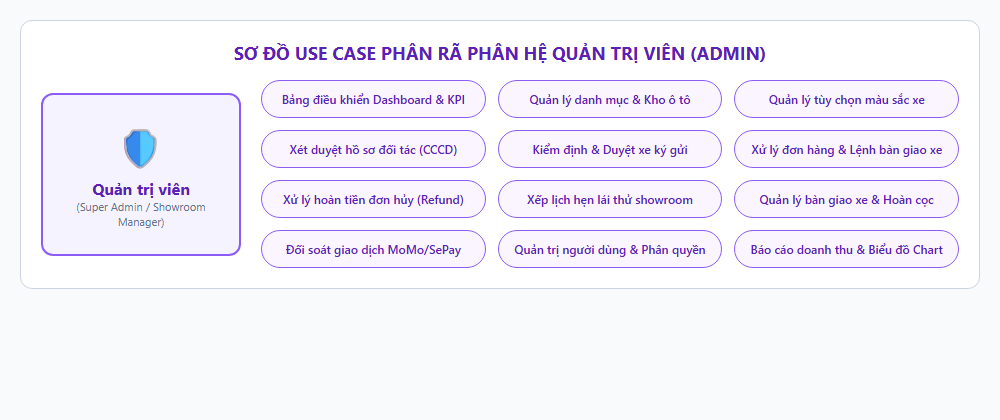 SƠ ĐỒ USE CASE PHÂN RÃ PHÂN HỆ QUẢN TRỊ VIÊN (ADMIN)
Quản trị viên
(Super Admin / Showroom
Manager)
Bảng điều khiển Dashboard & KPI
Quản lý danh mục & Kho ô tô
Quản lý tùy chọn màu sắc xe
Xét duyệt hồ sơ đối tác (CCCD)
Kiểm định & Duyệt xe ký gửi
Xử lý đơn hàng & Lệnh bàn giao xe
Xử lý hoàn tiền đơn hủy (Refund)
Xếp lịch hẹn lái thử showroom
Quản lý bàn giao xe & Hoàn cọc
Đối soát giao dịch MoMo/SePay
Quản trị người dùng & Phân quyền
Báo cáo doanh thu & Biểu đồ Chart